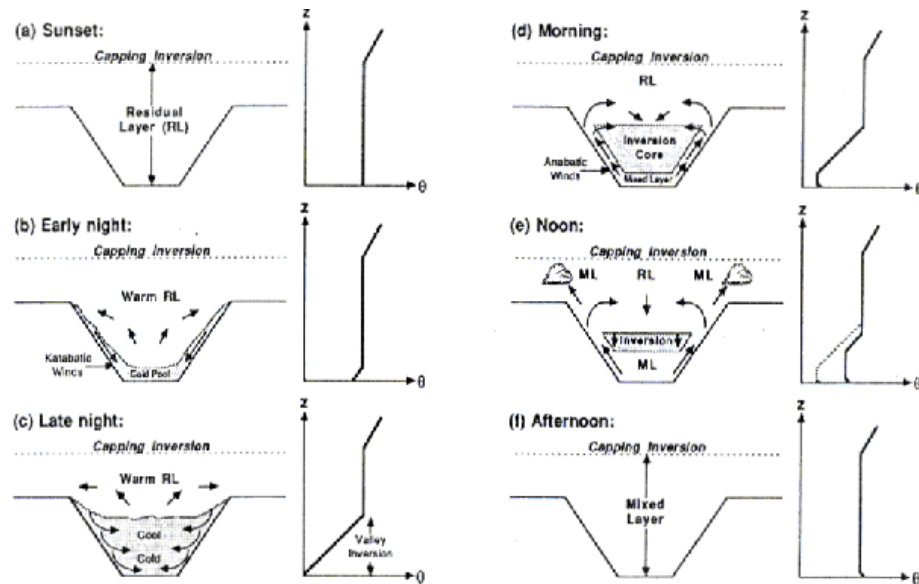 (a) Sunset:
Capping Inversion
Residual
Layer (RL)
z
θ
(b) Early night:
Capping Inversion
Warm RL
Katabatic
Winds
Cold Pool
z
θ
(c) Late night:
Capping Inversion
Warm RL
Cool
Cold
z
Valley
Inversion
θ
(d) Morning:
Capping Inversion
RL
Inversion
Core
Anabatic
Winds
Mixed Layer
z
θ
(e) Noon:
Capping Inversion
ML RL ML
Inversion
ML
z
θ
(f) Afternoon:
Capping Inversion
Mixed
Layer
z
θ